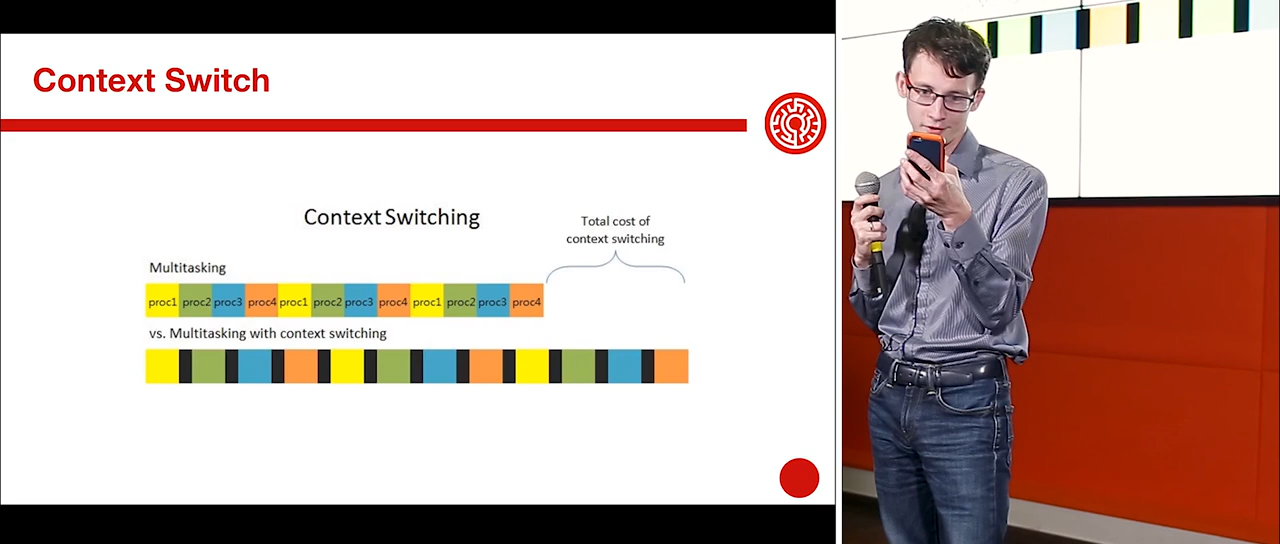 Context Switch
Context Switching
Total cost of
context switching
Multitasking
proc1 proc2 proc3 proc4 proc1 proc2 proc3 proc4 proc1 proc2 proc3 proc4
vs. Multitasking with context switching